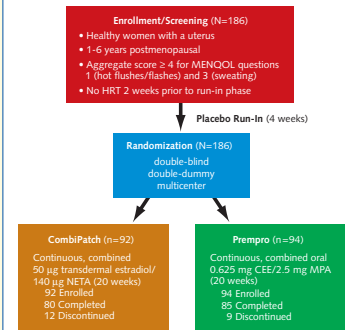 Enrollment/Screening (N=186)
• Healthy women with a uterus
• 1-6 years postmenopausal
• Aggregate score ≥ 4 for MENQOL questions
1 (hot flushes/flashes) and 3 (sweating)
• No HRT 2 weeks prior to run-in phase
Placebo Run-In (4 weeks)
Randomization (N=186)
double-blind
double-dummy
multicenter
CombiPatch (n=92)
Continuous, combined
50 µg transdermal estradiol/
140 µg NETA (20 weeks)
92 Enrolled
80 Completed
12 Discontinued
Prempro (n=94)
Continuous, combined oral
0.625 mg CEE/2.5 mg MPA
(20 weeks)
94 Enrolled
85 Completed
9 Discontinued